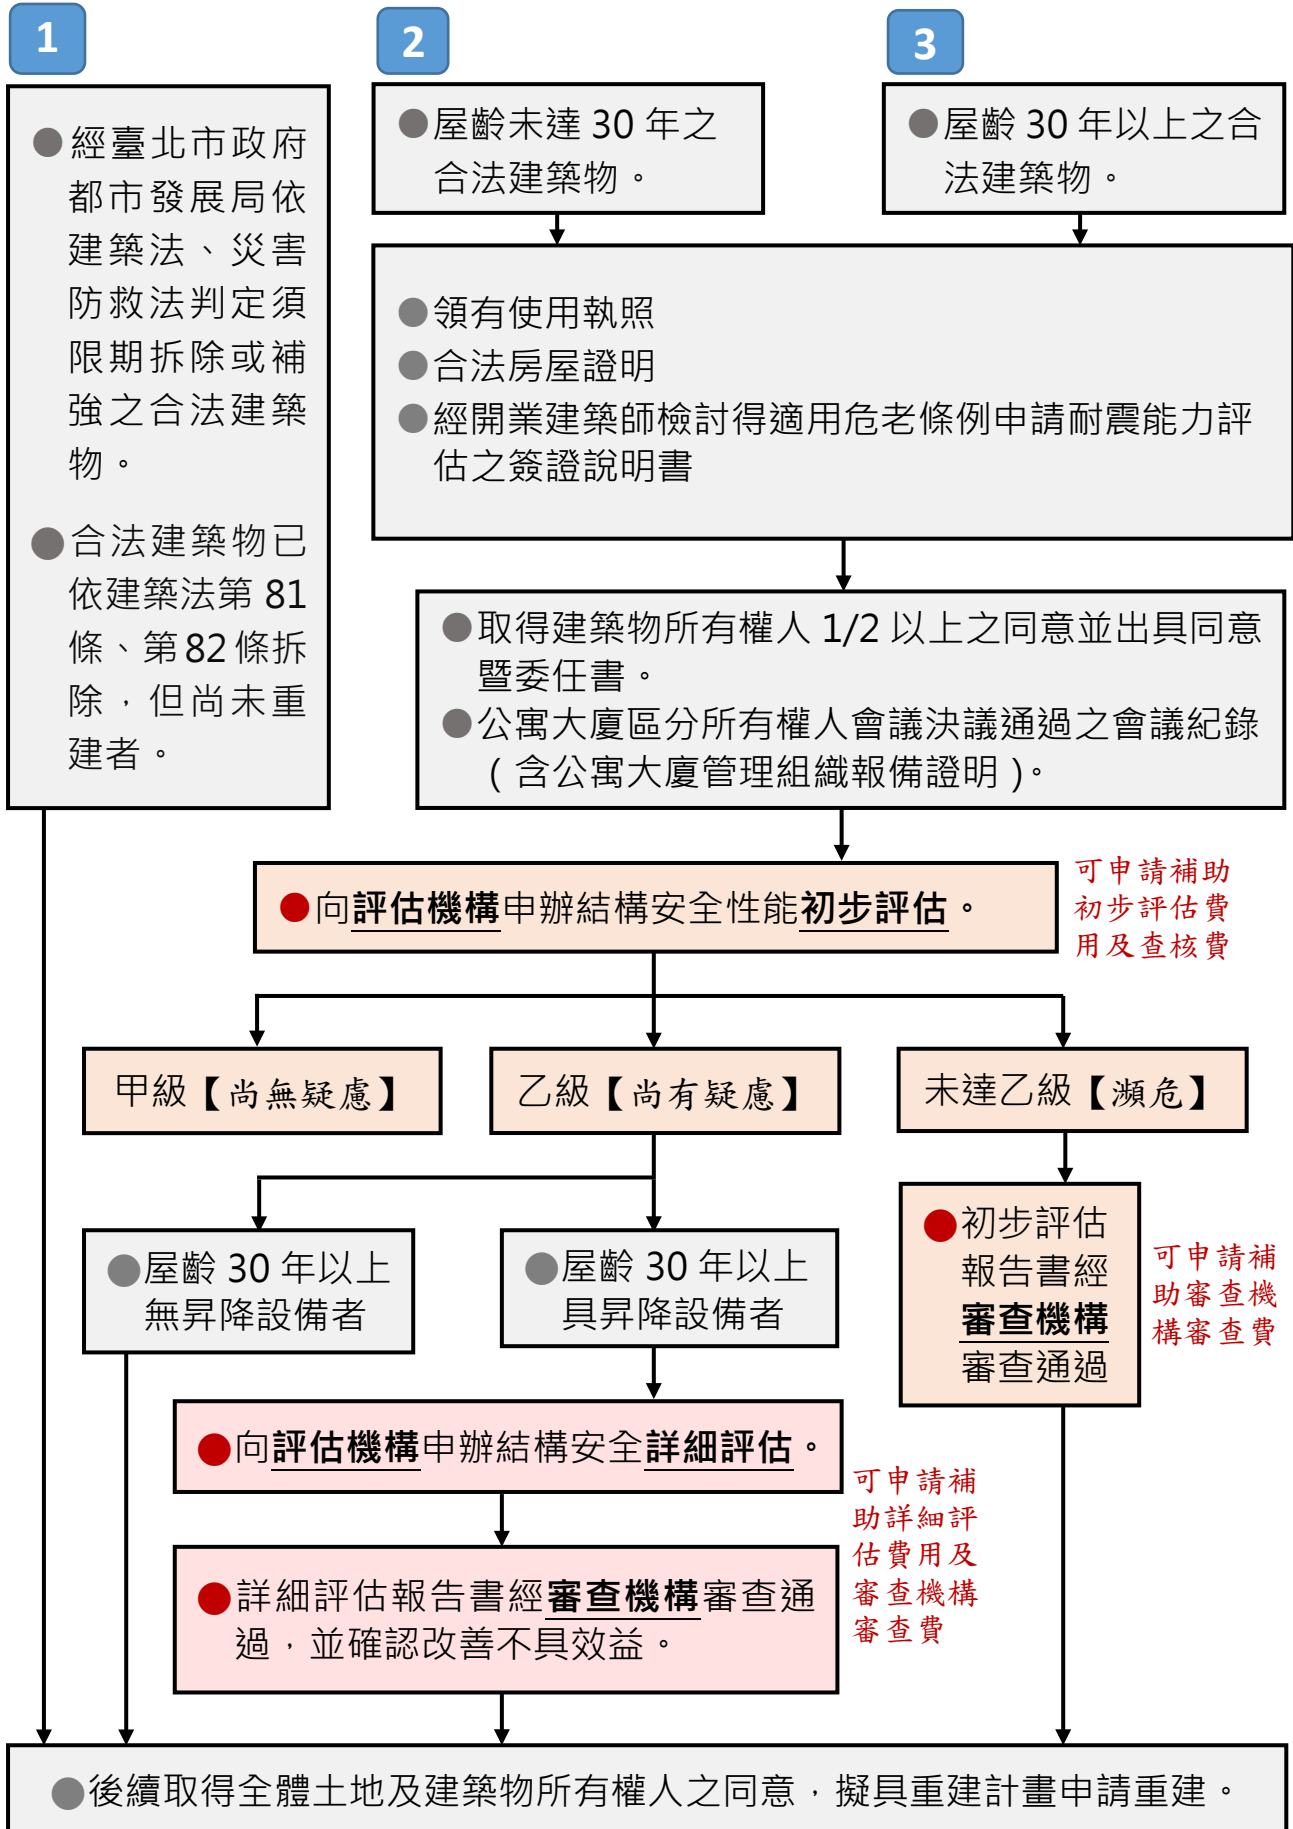 1
2
3
●經臺北市政府
都市發展局依
建築法、災害
防救法判定須
限期拆除或補
強之合法建築
物。
●合法建築物已
依建築法第 81
條、第82條拆
除，但尚未重
建者。
●屋齡未達 30 年之
合法建築物。
●屋齡 30 年以上之合
法建築物。
●領有使用執照
●合法房屋證明
●經開業建築師檢討得適用危老條例申請耐震能力評
估之簽證說明書
●取得建築物所有權人 1/2 以上之同意並出具同意
暨委任書。
●公寓大廈區分所有權人會議決議通過之會議紀錄
(含公寓大廈管理組織報備證明)。
●向評估機構申辦結構安全性能初步評估。
可申請補助
初步評估費
用及查核費
甲級【尚無疑慮】
乙級【尚有疑慮】
未達乙級【瀕危】
●屋齡 30 年以上
無昇降設備者
●屋齡 30 年以上
具昇降設備者
●初步評估
報告書經
審查機構
審查通過
可申請補
助審查機
構審查費
●向評估機構申辦結構安全詳細評估。
●詳細評估報告書經審查機構審查通
過，並確認改善不具效益。
可申請補
助詳細評
估費用及
審查機構
審查費
●後續取得全體土地及建築物所有權人之同意，擬具重建計畫申請重建。